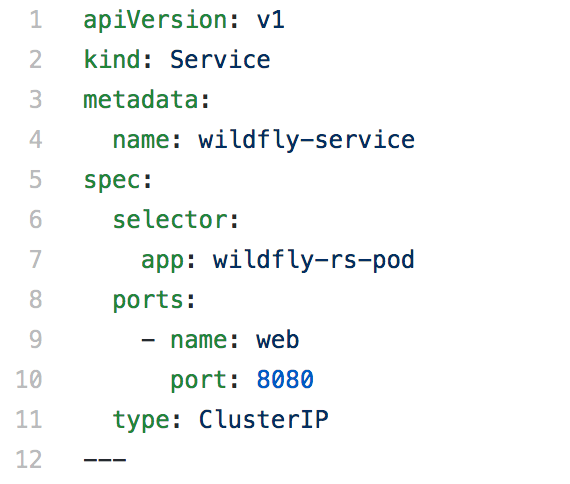 1 apiVersion: v1
2 kind: Service
3 metadata:
4   name: wildfly-service
5 spec:
6   selector:
7     app: wildfly-rs-pod
8   ports:
9     - name: web
10       port: 8080
11   type: ClusterIP
12 ---